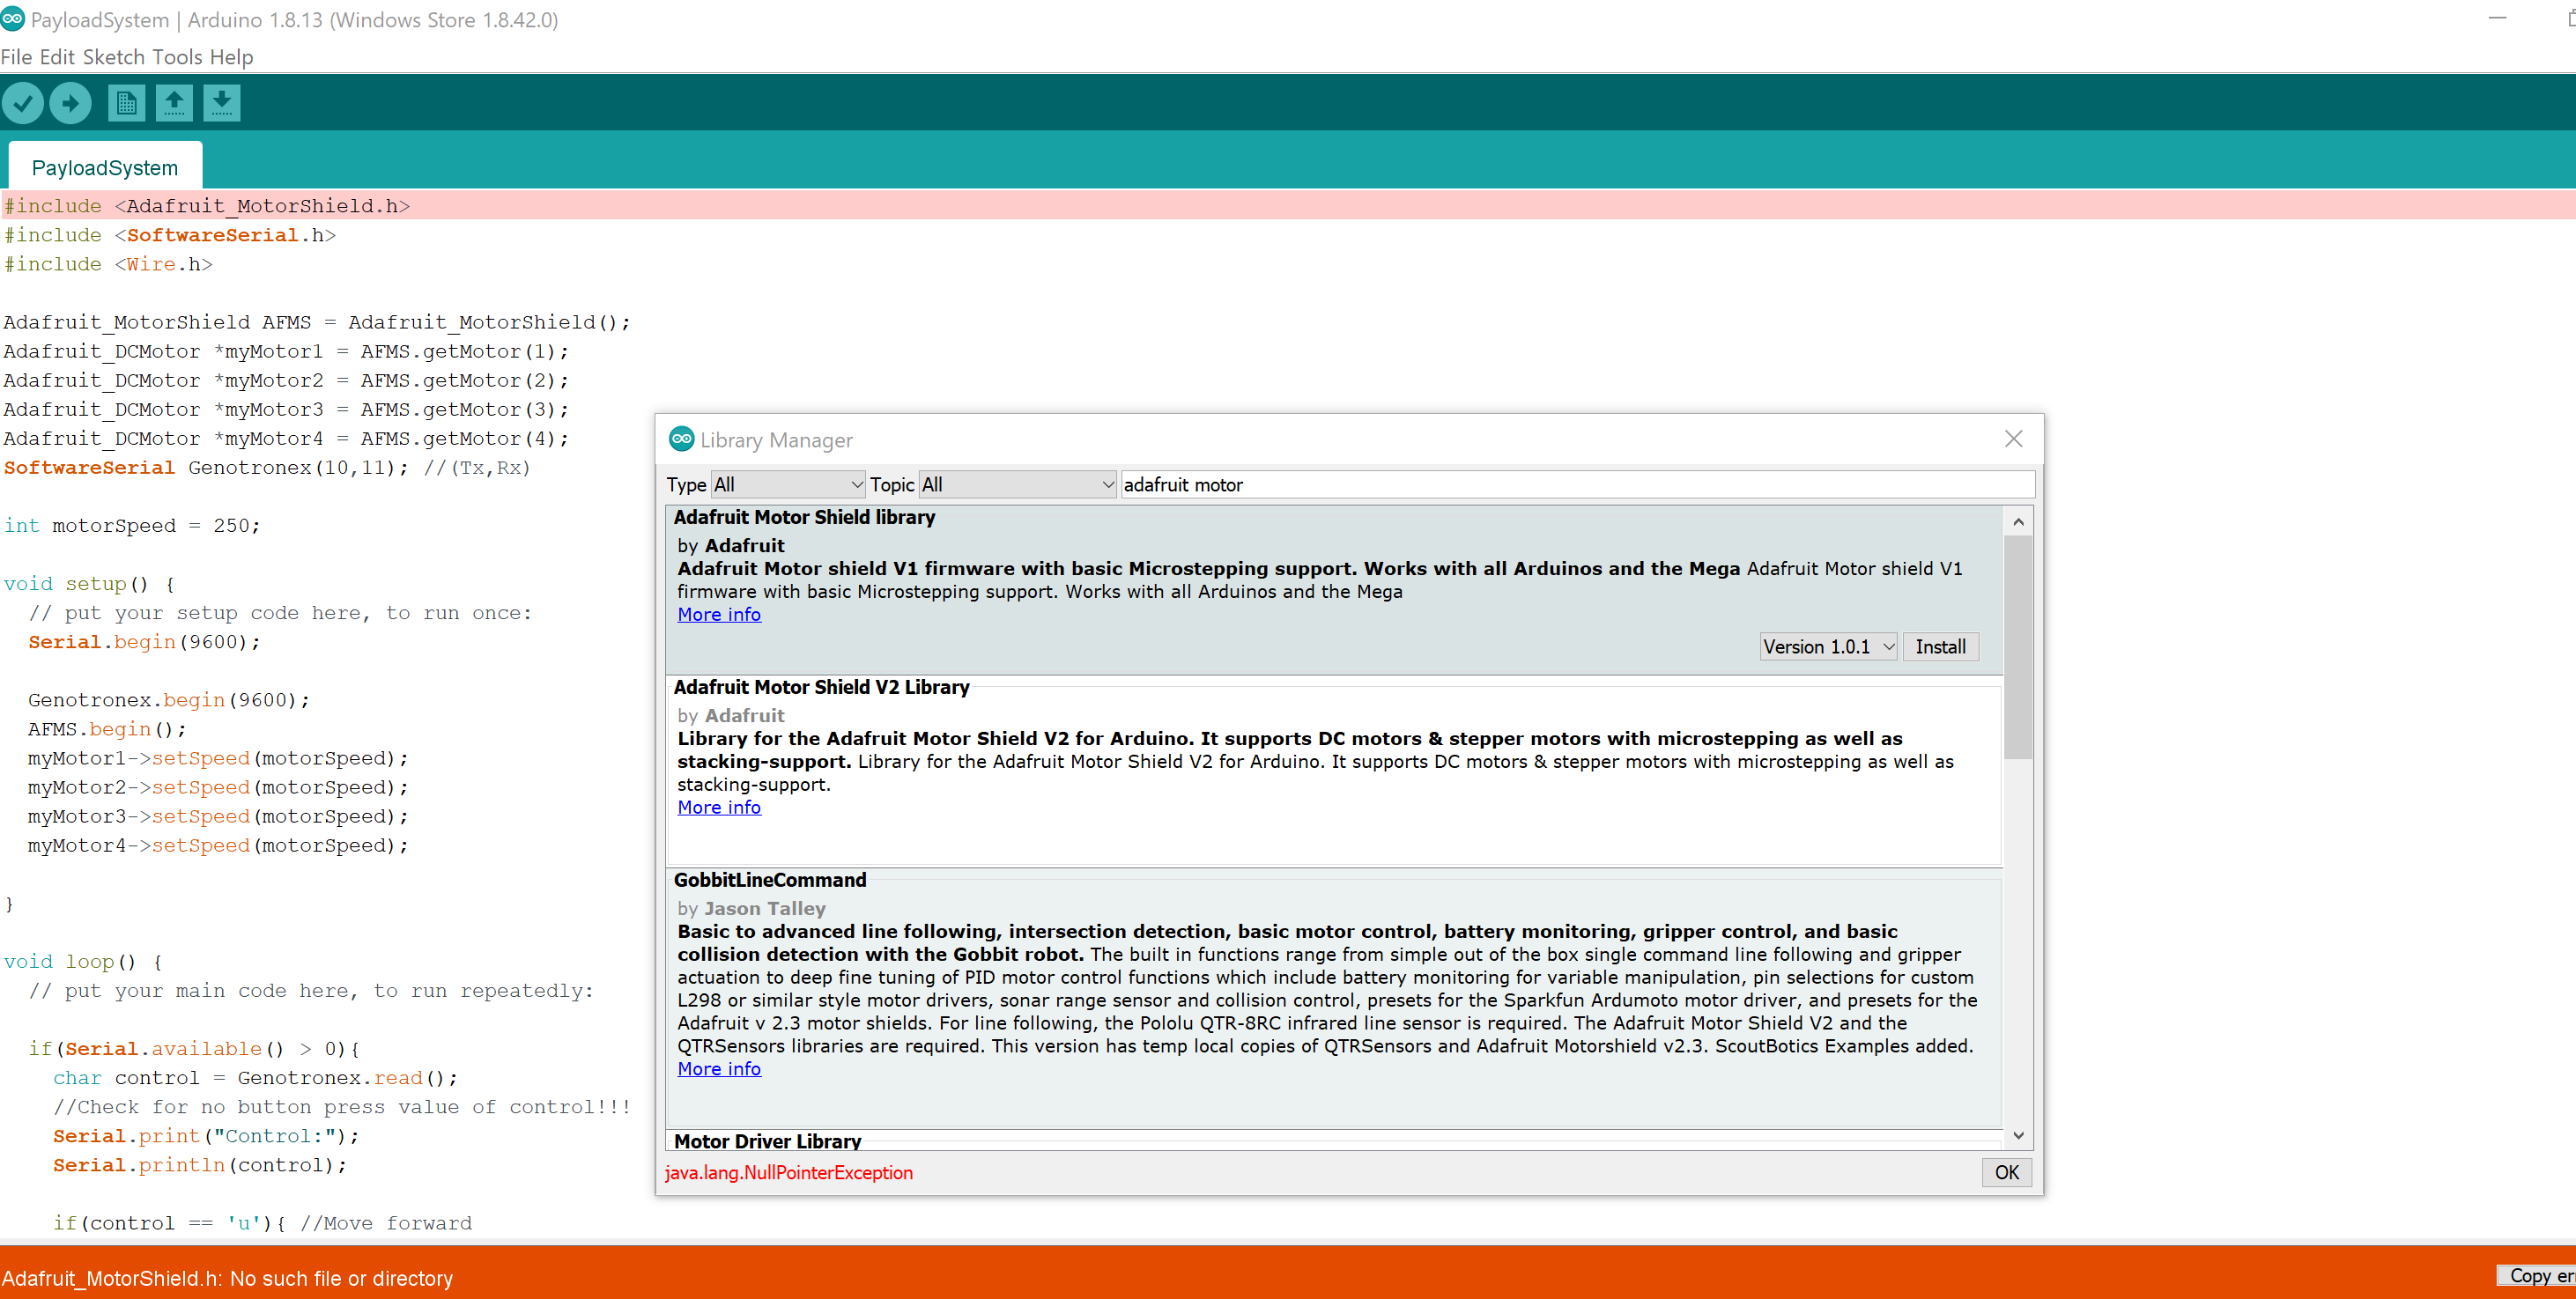 PayloadSystem | Arduino 1.8.13 (Windows Store 1.8.42.0)
File Edit Sketch Tools Help
PayloadSystem
#include <Adafruit_MotorShield.h>
#include <SoftwareSerial.h>
#include <Wire.h>
Adafruit_MotorShield AFMS = Adafruit_MotorShield();
Adafruit_DCMotor *myMotor1 = AFMS.getMotor(1);
Adafruit_DCMotor *myMotor2 = AFMS.getMotor(2);
Adafruit_DCMotor *myMotor3 = AFMS.getMotor(3);
Adafruit_DCMotor *myMotor4 = AFMS.getMotor(4);
SoftwareSerial Genotronex(10,11); //(Tx,Rx)
int motorSpeed = 250;
void setup() {
// put your setup code here, to run once:
Serial.begin(9600);
Genotronex.begin(9600);
AFMS.begin();
myMotor1->setSpeed(motorSpeed);
myMotor2->setSpeed(motorSpeed);
myMotor3->setSpeed(motorSpeed);
myMotor4->setSpeed(motorSpeed);
}
void loop() {
// put your main code here, to run repeatedly:
if(Serial.available() > 0){
char control = Genotronex.read();
//Check for no button press value of control!!!
Serial.print("Control:");
Serial.println(control);
if(control == 'u'){ //Move forward
Library Manager
Type All Topic All adafruit motor
Adafruit Motor Shield library
by Adafruit
Adafruit Motor shield V1 firmware with basic Microstepping support. Works with all Arduinos and the Mega Adafruit Motor shield V1
firmware with basic Microstepping support. Works with all Arduinos and the Mega
More info
Version 1.0.1 Install
Adafruit Motor Shield V2 Library
by Adafruit
Library for the Adafruit Motor Shield V2 for Arduino. It supports DC motors & stepper motors with microstepping as well as
stacking-support. Library for the Adafruit Motor Shield V2 for Arduino. It supports DC motors & stepper motors with microstepping as well as
stacking-support.
More info
GobbitLineCommand
by Jason Talley
Basic to advanced line following, intersection detection, basic motor control, battery monitoring, gripper control, and basic
collision detection with the Gobbit robot. The built in functions range from simple out of the box single command line following and gripper
actuation to deep fine tuning of PID motor control functions which include battery monitoring for variable manipulation, pin selections for custom
L298 or similar style motor drivers, sonar range sensor and collision control, presets for the Sparkfun Ardumoto motor driver, and presets for the
Adafruit v 2.3 motor shields. For line following, the Pololu QTR-8RC infrared line sensor is required. The Adafruit Motor Shield V2 and the
QTRSensors libraries are required. This version has temp local copies of QTRSensors and Adafruit Motorshield v2.3. ScoutBotics Examples added.
More info
Motor Driver Library
java.lang.NullPointerException
OK
Adafruit_MotorShield.h: No such file or directory
Copy er